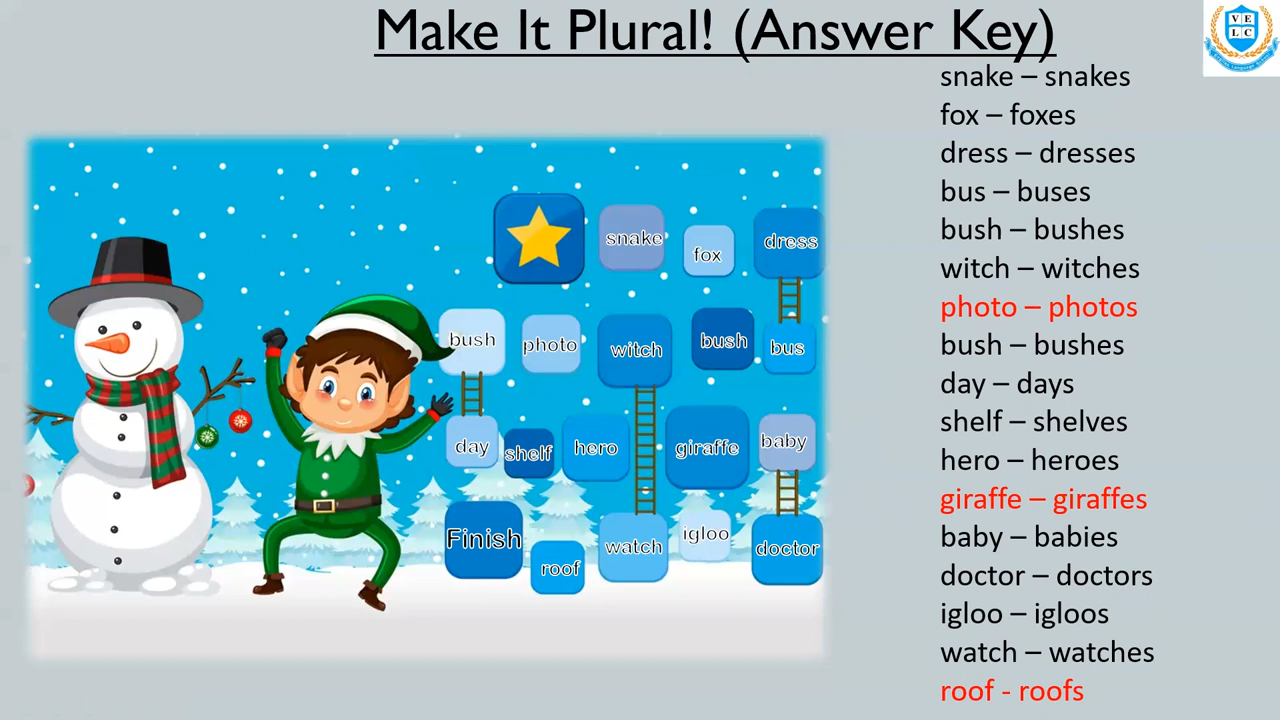 Make It Plural! (Answer Key)
V E
L C
snake – snakes
fox – foxes
dress – dresses
bus – buses
bush – bushes
witch – witches
photo – photos
bush – bushes
day – days
shelf – shelves
hero – heroes
giraffe – giraffes
baby – babies
doctor – doctors
igloo – igloos
watch – watches
roof - roofs
snake
fox
dress
bush
photo
witch
bush
bus
day
shelf
hero
giraffe
baby
Finish
roof
watch
igloo
doctor